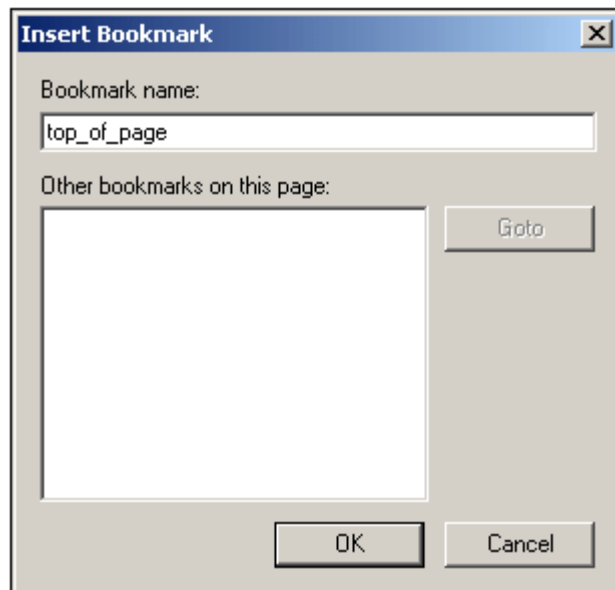 Insert Bookmark
Bookmark name:
top_of_page
Other bookmarks on this page:
Goto
OK
Cancel